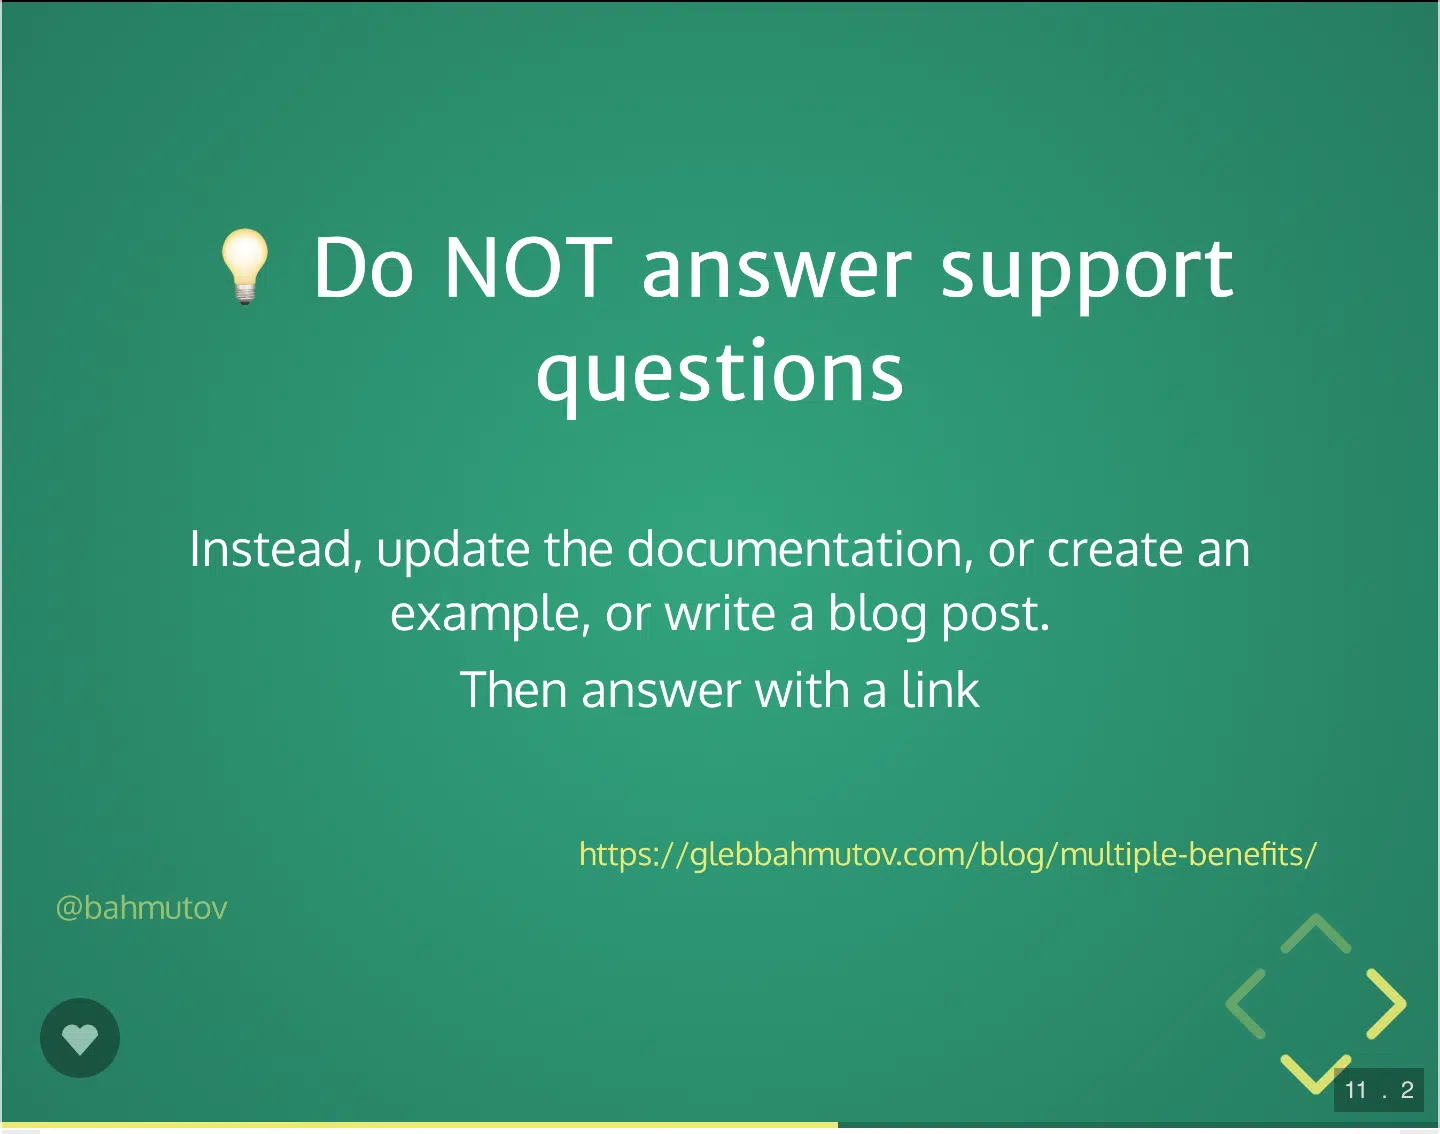 💡 Do NOT answer support
questions
Instead, update the documentation, or create an
example, or write a blog post.
Then answer with a link
https://glebbahmutov.com/blog/multiple-benefits/
@bahmutov
11 . 2